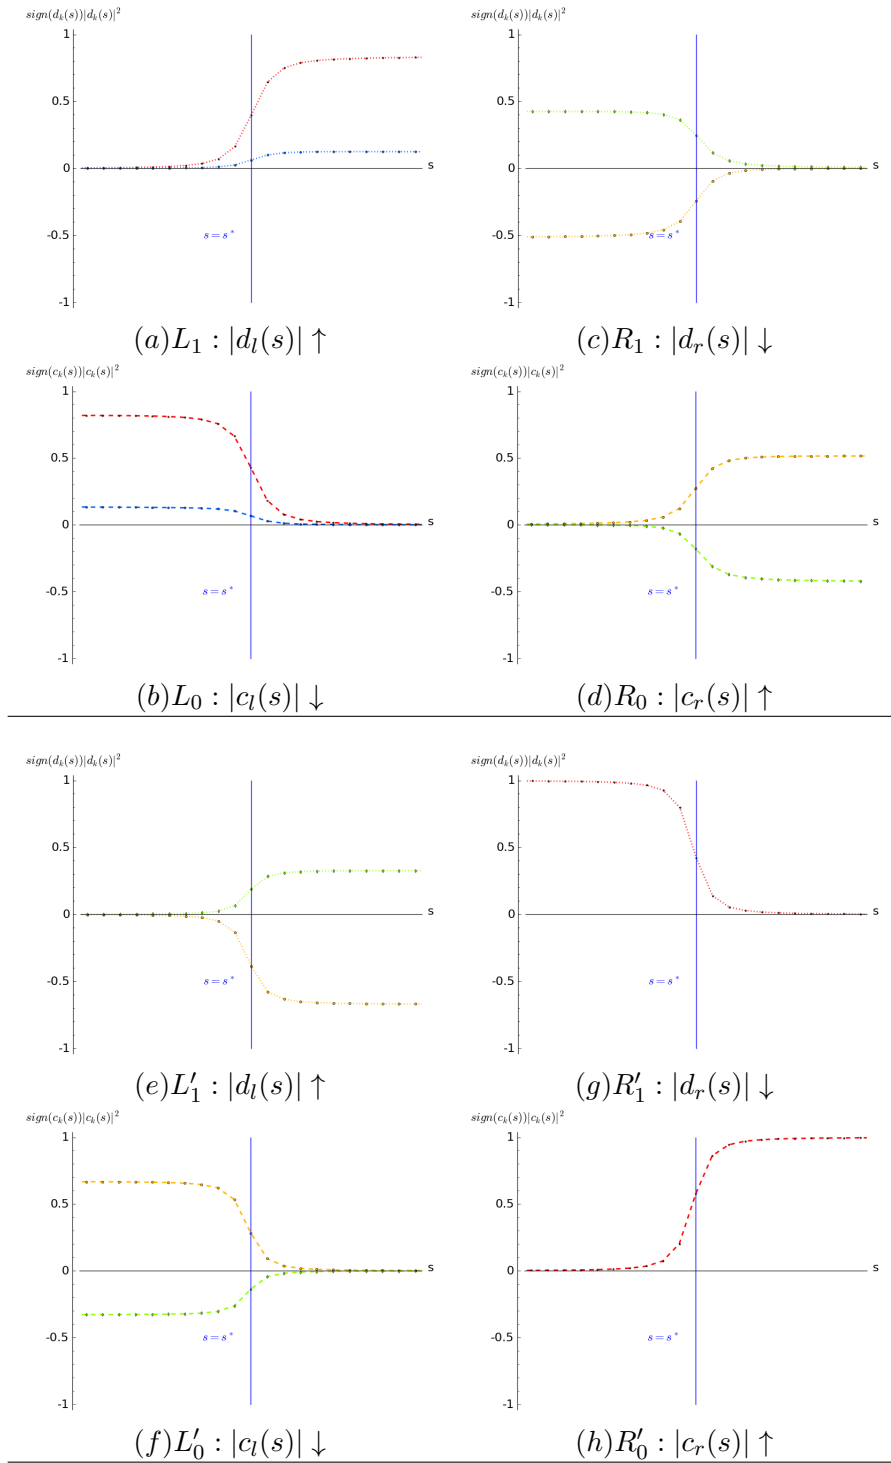 sign(d_k(s))|d_k(s)|^2
1
0.5
0
-0.5
-1
s
s = s^*
(a)L_1 : |d_l(s)| ↑
sign(d_k(s))|d_k(s)|^2
1
0.5
0
-0.5
-1
s
s = s^*
(c)R_1 : |d_r(s)| ↓
sign(c_k(s))|c_k(s)|^2
1
0.5
0
-0.5
-1
s
s = s^*
(b)L_0 : |c_l(s)| ↓
sign(c_k(s))|c_k(s)|^2
1
0.5
0
-0.5
-1
s
s = s^*
(d)R_0 : |c_r(s)| ↑
sign(d_k(s))|d_k(s)|^2
1
0.5
0
-0.5
-1
s
s = s^*
(e)L'_1 : |d_l(s)| ↑
sign(d_k(s))|d_k(s)|^2
1
0.5
0
-0.5
-1
s
s = s^*
(g)R'_1 : |d_r(s)| ↓
sign(c_k(s))|c_k(s)|^2
1
0.5
0
-0.5
-1
s
s = s^*
(f)L'_0 : |c_l(s)| ↓
sign(c_k(s))|c_k(s)|^2
1
0.5
0
-0.5
-1
s
s = s^*
(h)R'_0 : |c_r(s)| ↑